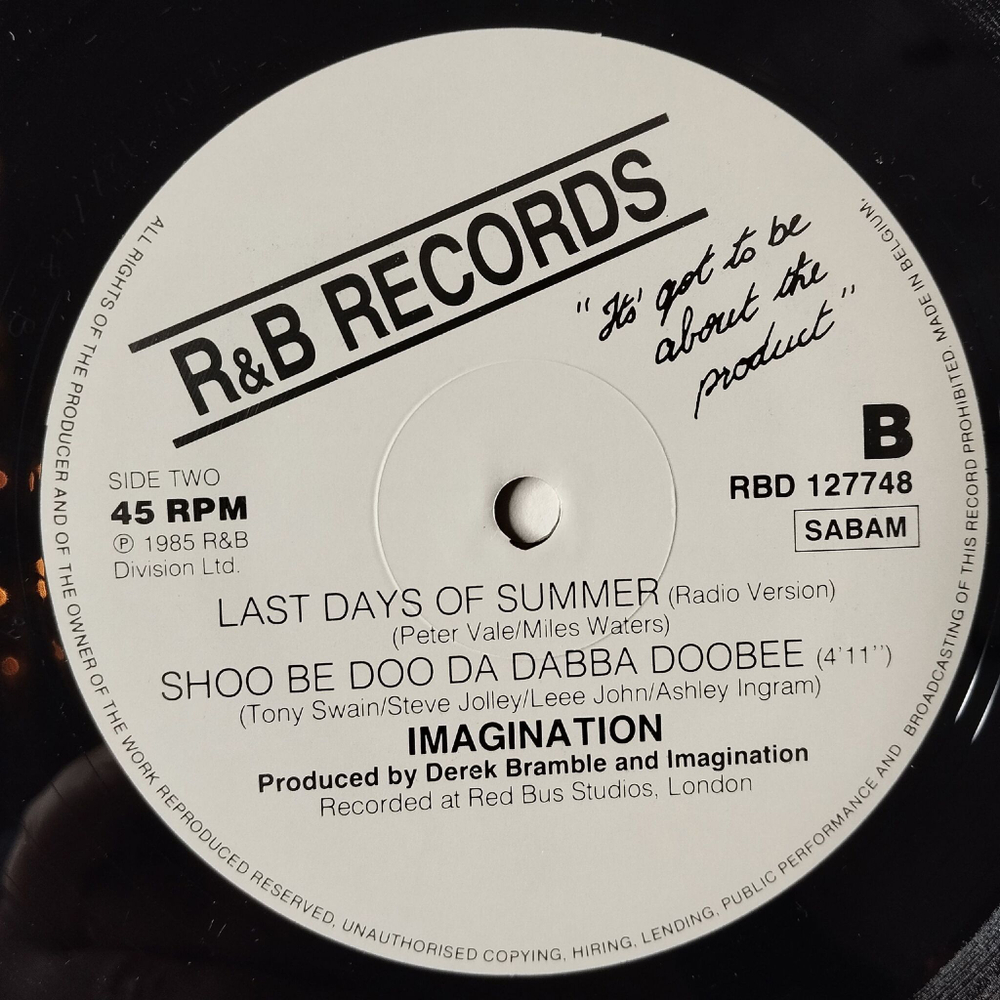 R&B RECORDS
"Its' got to be
about the
product"
B
RBD 127748
SABAM
SIDE TWO
45 RPM
℗ 1985 R&B
Division Ltd.
LAST DAYS OF SUMMER (Radio Version)
(Peter Vale/Miles Waters)
SHOO BE DOO DA DABBA DOOBEE (4'11'')
(Tony Swain/Steve Jolley/Leee John/Ashley Ingram)
IMAGINATION
Produced by Derek Bramble and Imagination
Recorded at Red Bus Studios, London
ALL RIGHTS OF THE PRODUCER AND OF THE OWNER OF THE WORK REPRODUCED RESERVED, UNAUTHORISED COPYING, HIRING, LENDING, PUBLIC PERFORMANCE AND BROADCASTING OF THIS RECORD PROHIBITED. MADE IN BELGIUM.